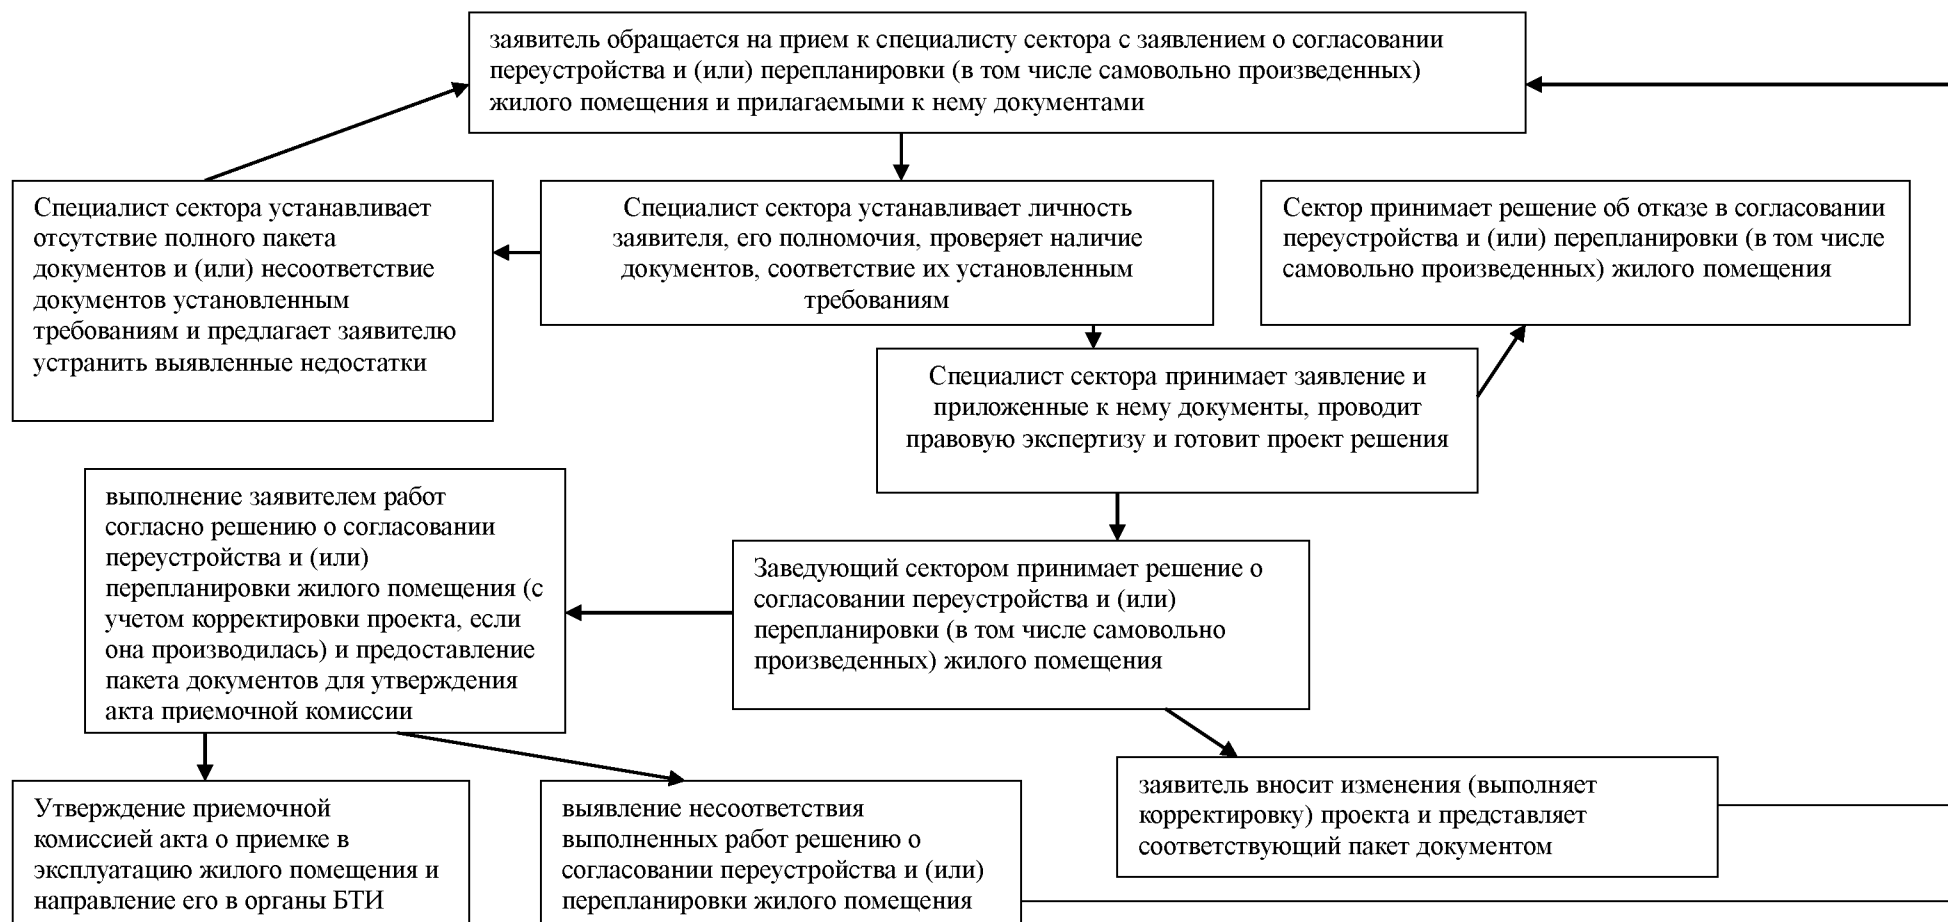 заявитель обращается на прием к специалисту сектора с заявлением о согласовании
переустройства и (или) перепланировки (в том числе самовольно произведенных)
жилого помещения и прилагаемыми к нему документами
Специалист сектора устанавливает
отсутствие полного пакета
документов и (или) несоответствие
документов установленным
требованиям и предлагает заявителю
устранить выявленные недостатки
Специалист сектора устанавливает личность
заявителя, его полномочия, проверяет наличие
документов, соответствие их установленным
требованиям
Сектор принимает решение об отказе в согласовании
переустройства и (или) перепланировки (в том числе
самовольно произведенных) жилого помещения
Специалист сектора принимает заявление и
приложенные к нему документы, проводит
правовую экспертизу и готовит проект решения
выполнение заявителем работ
согласно решению о согласовании
переустройства и (или)
перепланировки жилого помещения (с
учетом корректировки проекта, если
она производилась) и предоставление
пакета документов для утверждения
акта приемочной комиссии
Заведующий сектором принимает решение о
согласовании переустройства и (или)
перепланировки (в том числе самовольно
произведенных) жилого помещения
Утверждение приемочной
комиссией акта о приемке в
эксплуатацию жилого помещения и
направление его в органы БТИ
выявление несоответствия
выполненных работ решению о
согласовании переустройства и (или)
перепланировки жилого помещения
заявитель вносит изменения (выполняет
корректировку) проекта и представляет
соответствующий пакет документом